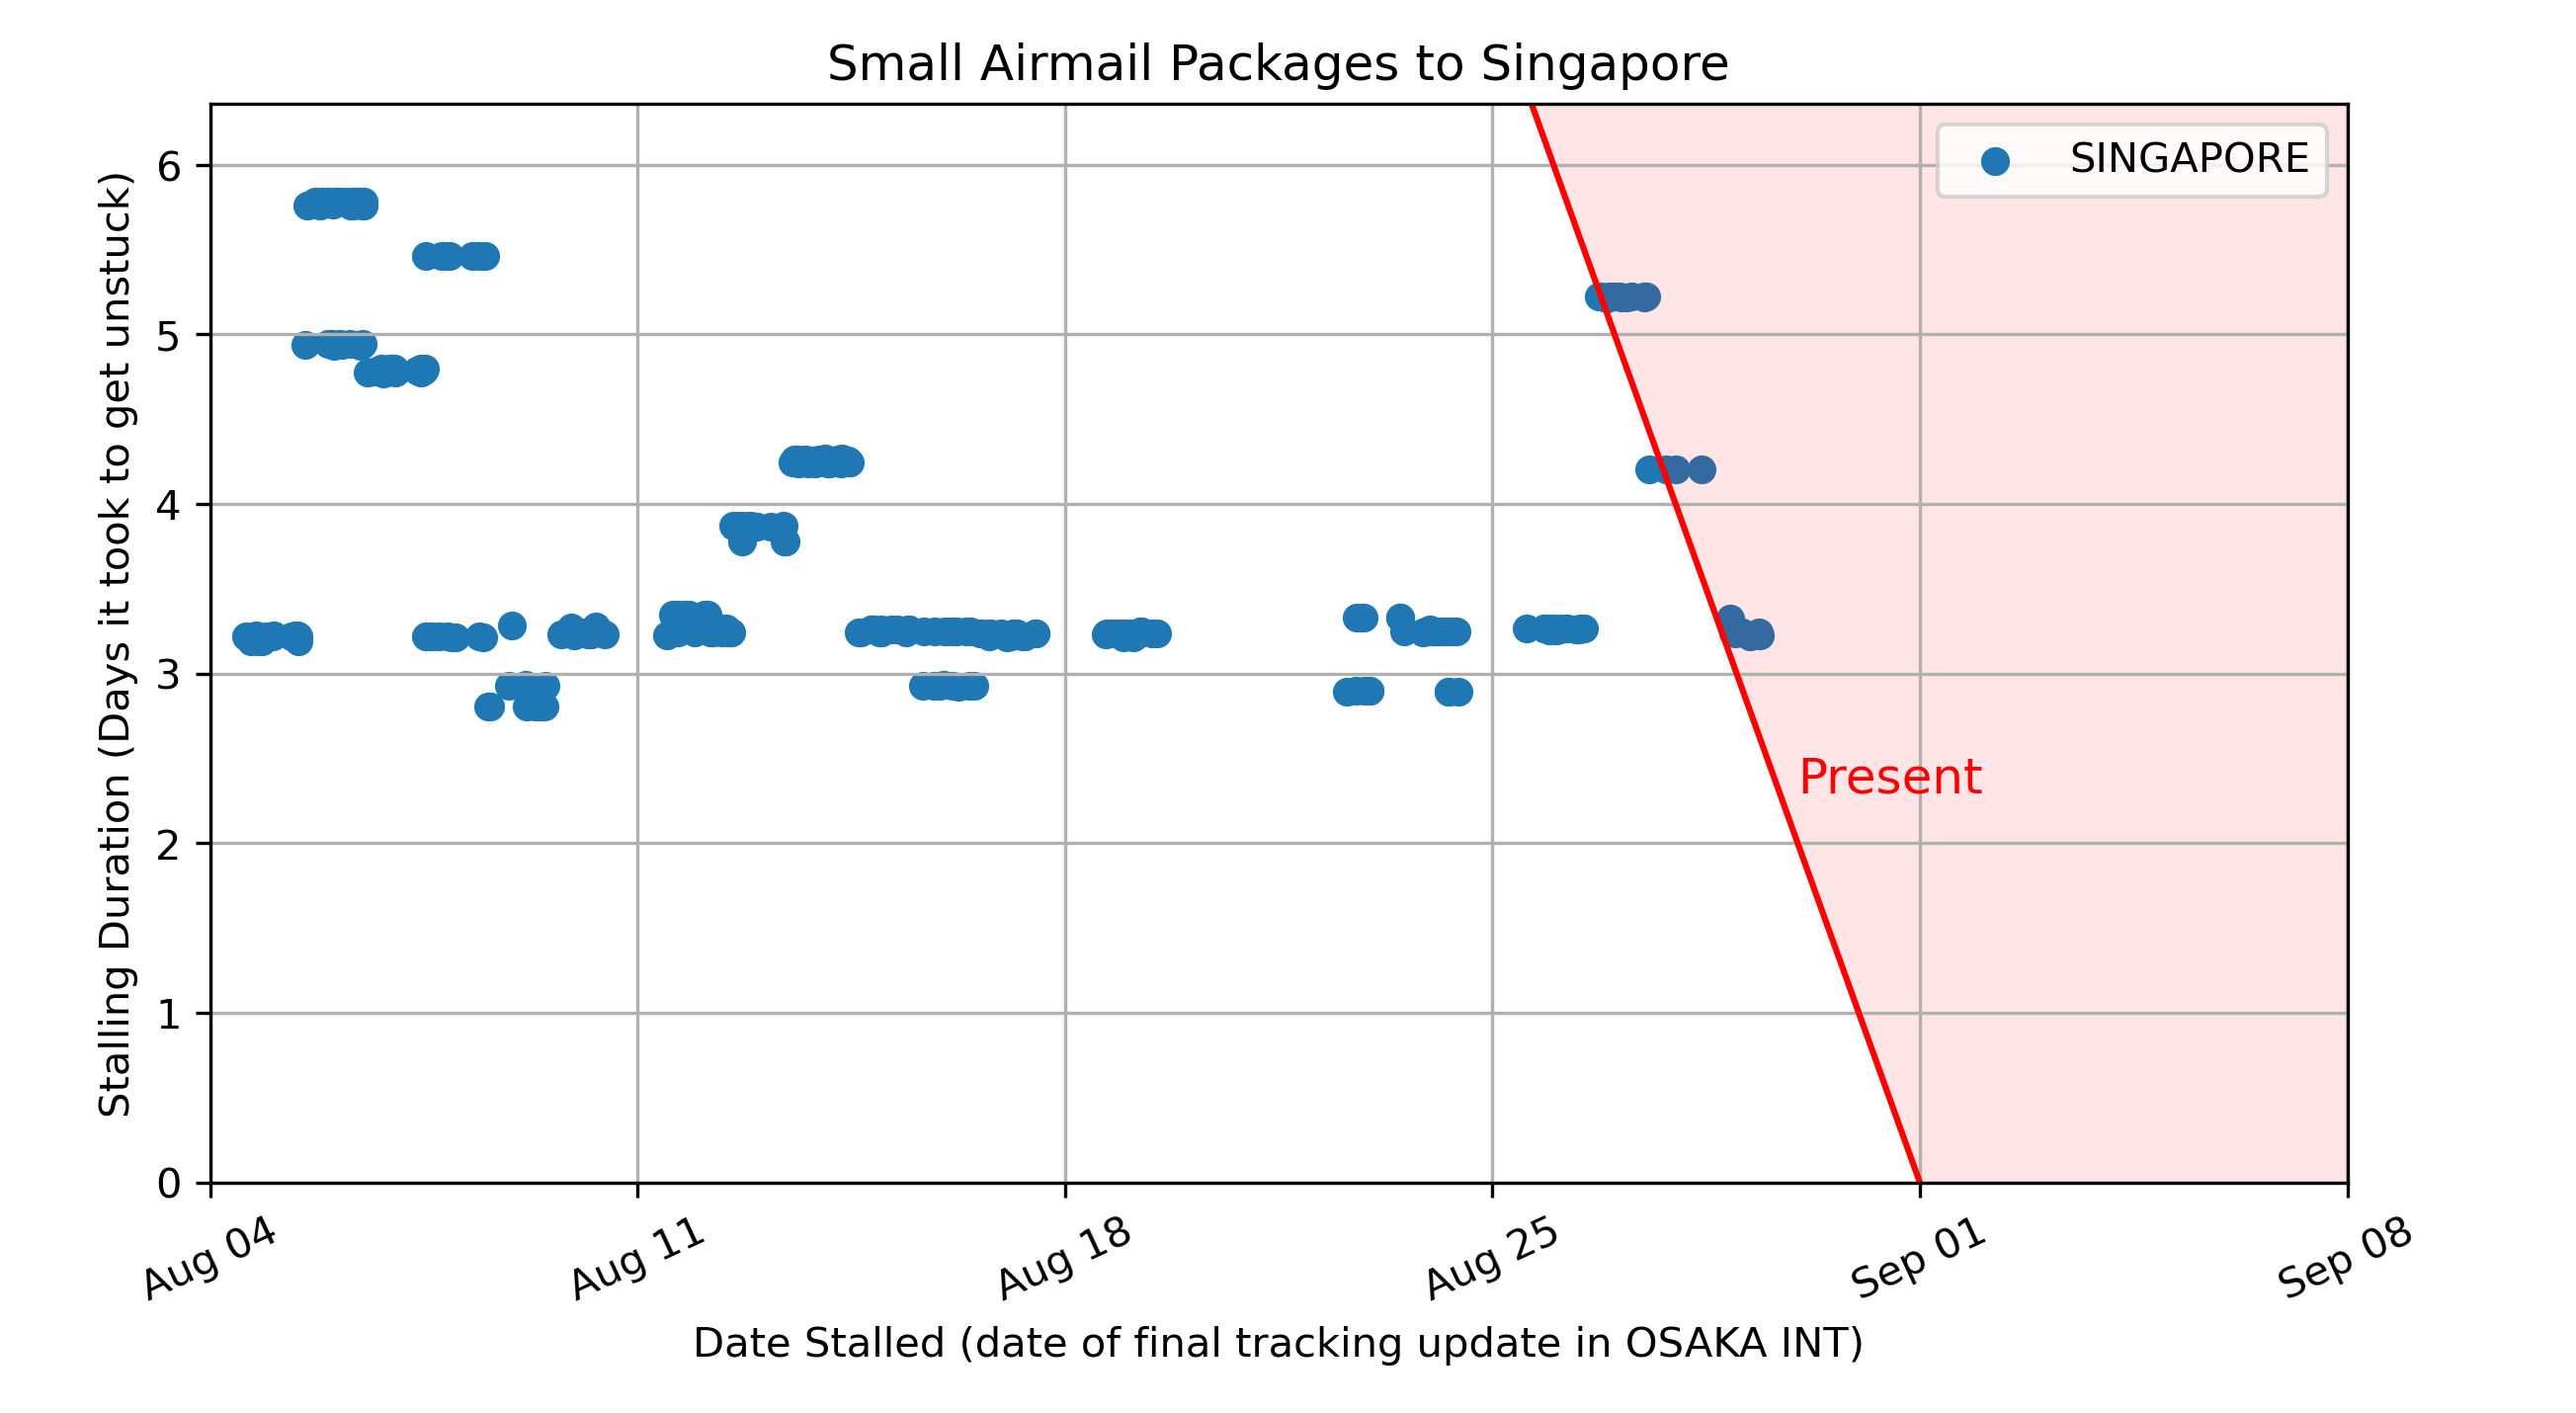 Small Airmail Packages to Singapore
SINGAPORE
Stalling Duration (Days it took to get unstuck)
6
5
4
3
2
1
0
Present
Aug 04
Aug 11
Aug 18
Aug 25
Sep 01
Sep 08
Date Stalled (date of final tracking update in OSAKA INT)